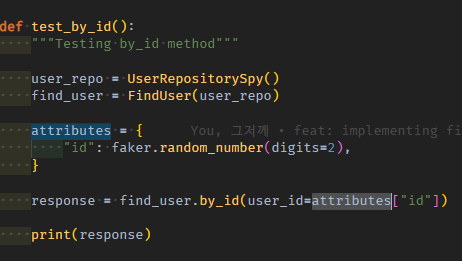 def test_by_id():
    """Testing by_id method"""
    user_repo = UserRepositorySpy()
    find_user = FindUser(user_repo)
    attributes = {      You, 그저께 • feat: implementing fi
        "id": faker.random_number(digits=2),
    }
    response = find_user.by_id(user_id=attributes["id"])
    print(response)